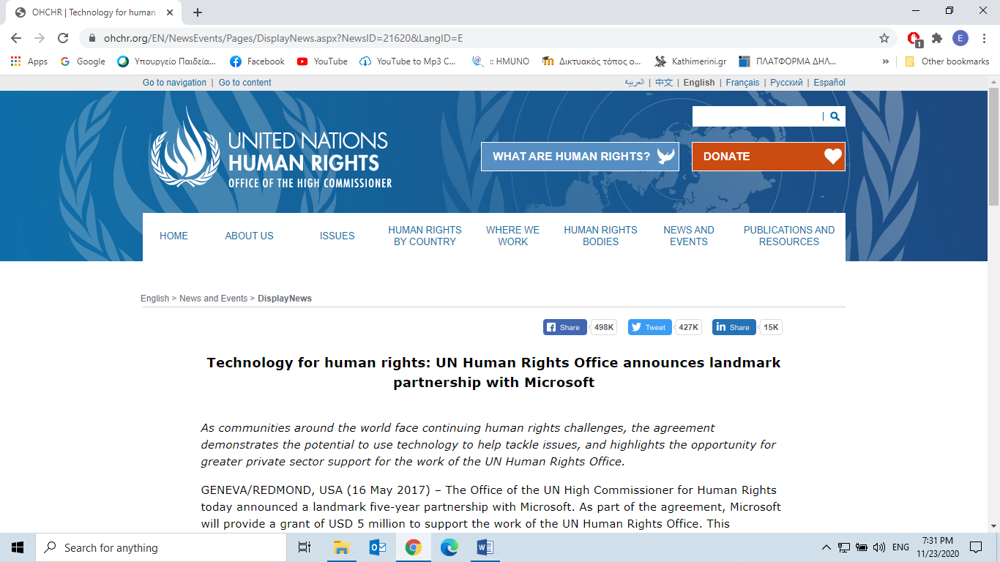 OHCHR | Technology for human
ohchr.org/EN/NewsEvents/Pages/DisplayNews.aspx?NewsID=21620&LangID=E
1
E
Apps Google Υπουργείο Παιδεία... Facebook YouTube YouTube to Mp3 C... :: HMUNO Δικτυακός τόπος ο... Kathimerini.gr ΠΛΑΤΦΟΡΜΑ ΔΗΛ... » Other bookmarks
Go to navigation | Go to content العربية | 中文 | English | Français | Русский | Español
UNITED NATIONS
HUMAN RIGHTS
OFFICE OF THE HIGH COMMISSIONER
WHAT ARE HUMAN RIGHTS? DONATE
HOME ABOUT US ISSUES HUMAN RIGHTS BY COUNTRY WHERE WE WORK HUMAN RIGHTS BODIES NEWS AND EVENTS PUBLICATIONS AND RESOURCES
English > News and Events > DisplayNews
Share 498K Tweet 427K Share 15K
Technology for human rights: UN Human Rights Office announces landmark
partnership with Microsoft
As communities around the world face continuing human rights challenges, the agreement
demonstrates the potential to use technology to help tackle issues, and highlights the opportunity for
greater private sector support for the work of the UN Human Rights Office.
GENEVA/REDMOND, USA (16 May 2017) – The Office of the UN High Commissioner for Human Rights
today announced a landmark five-year partnership with Microsoft. As part of the agreement, Microsoft
will provide a grant of USD 5 million to support the work of the UN Human Rights Office. This
Search for anything
ENG
7:31 PM
11/23/2020